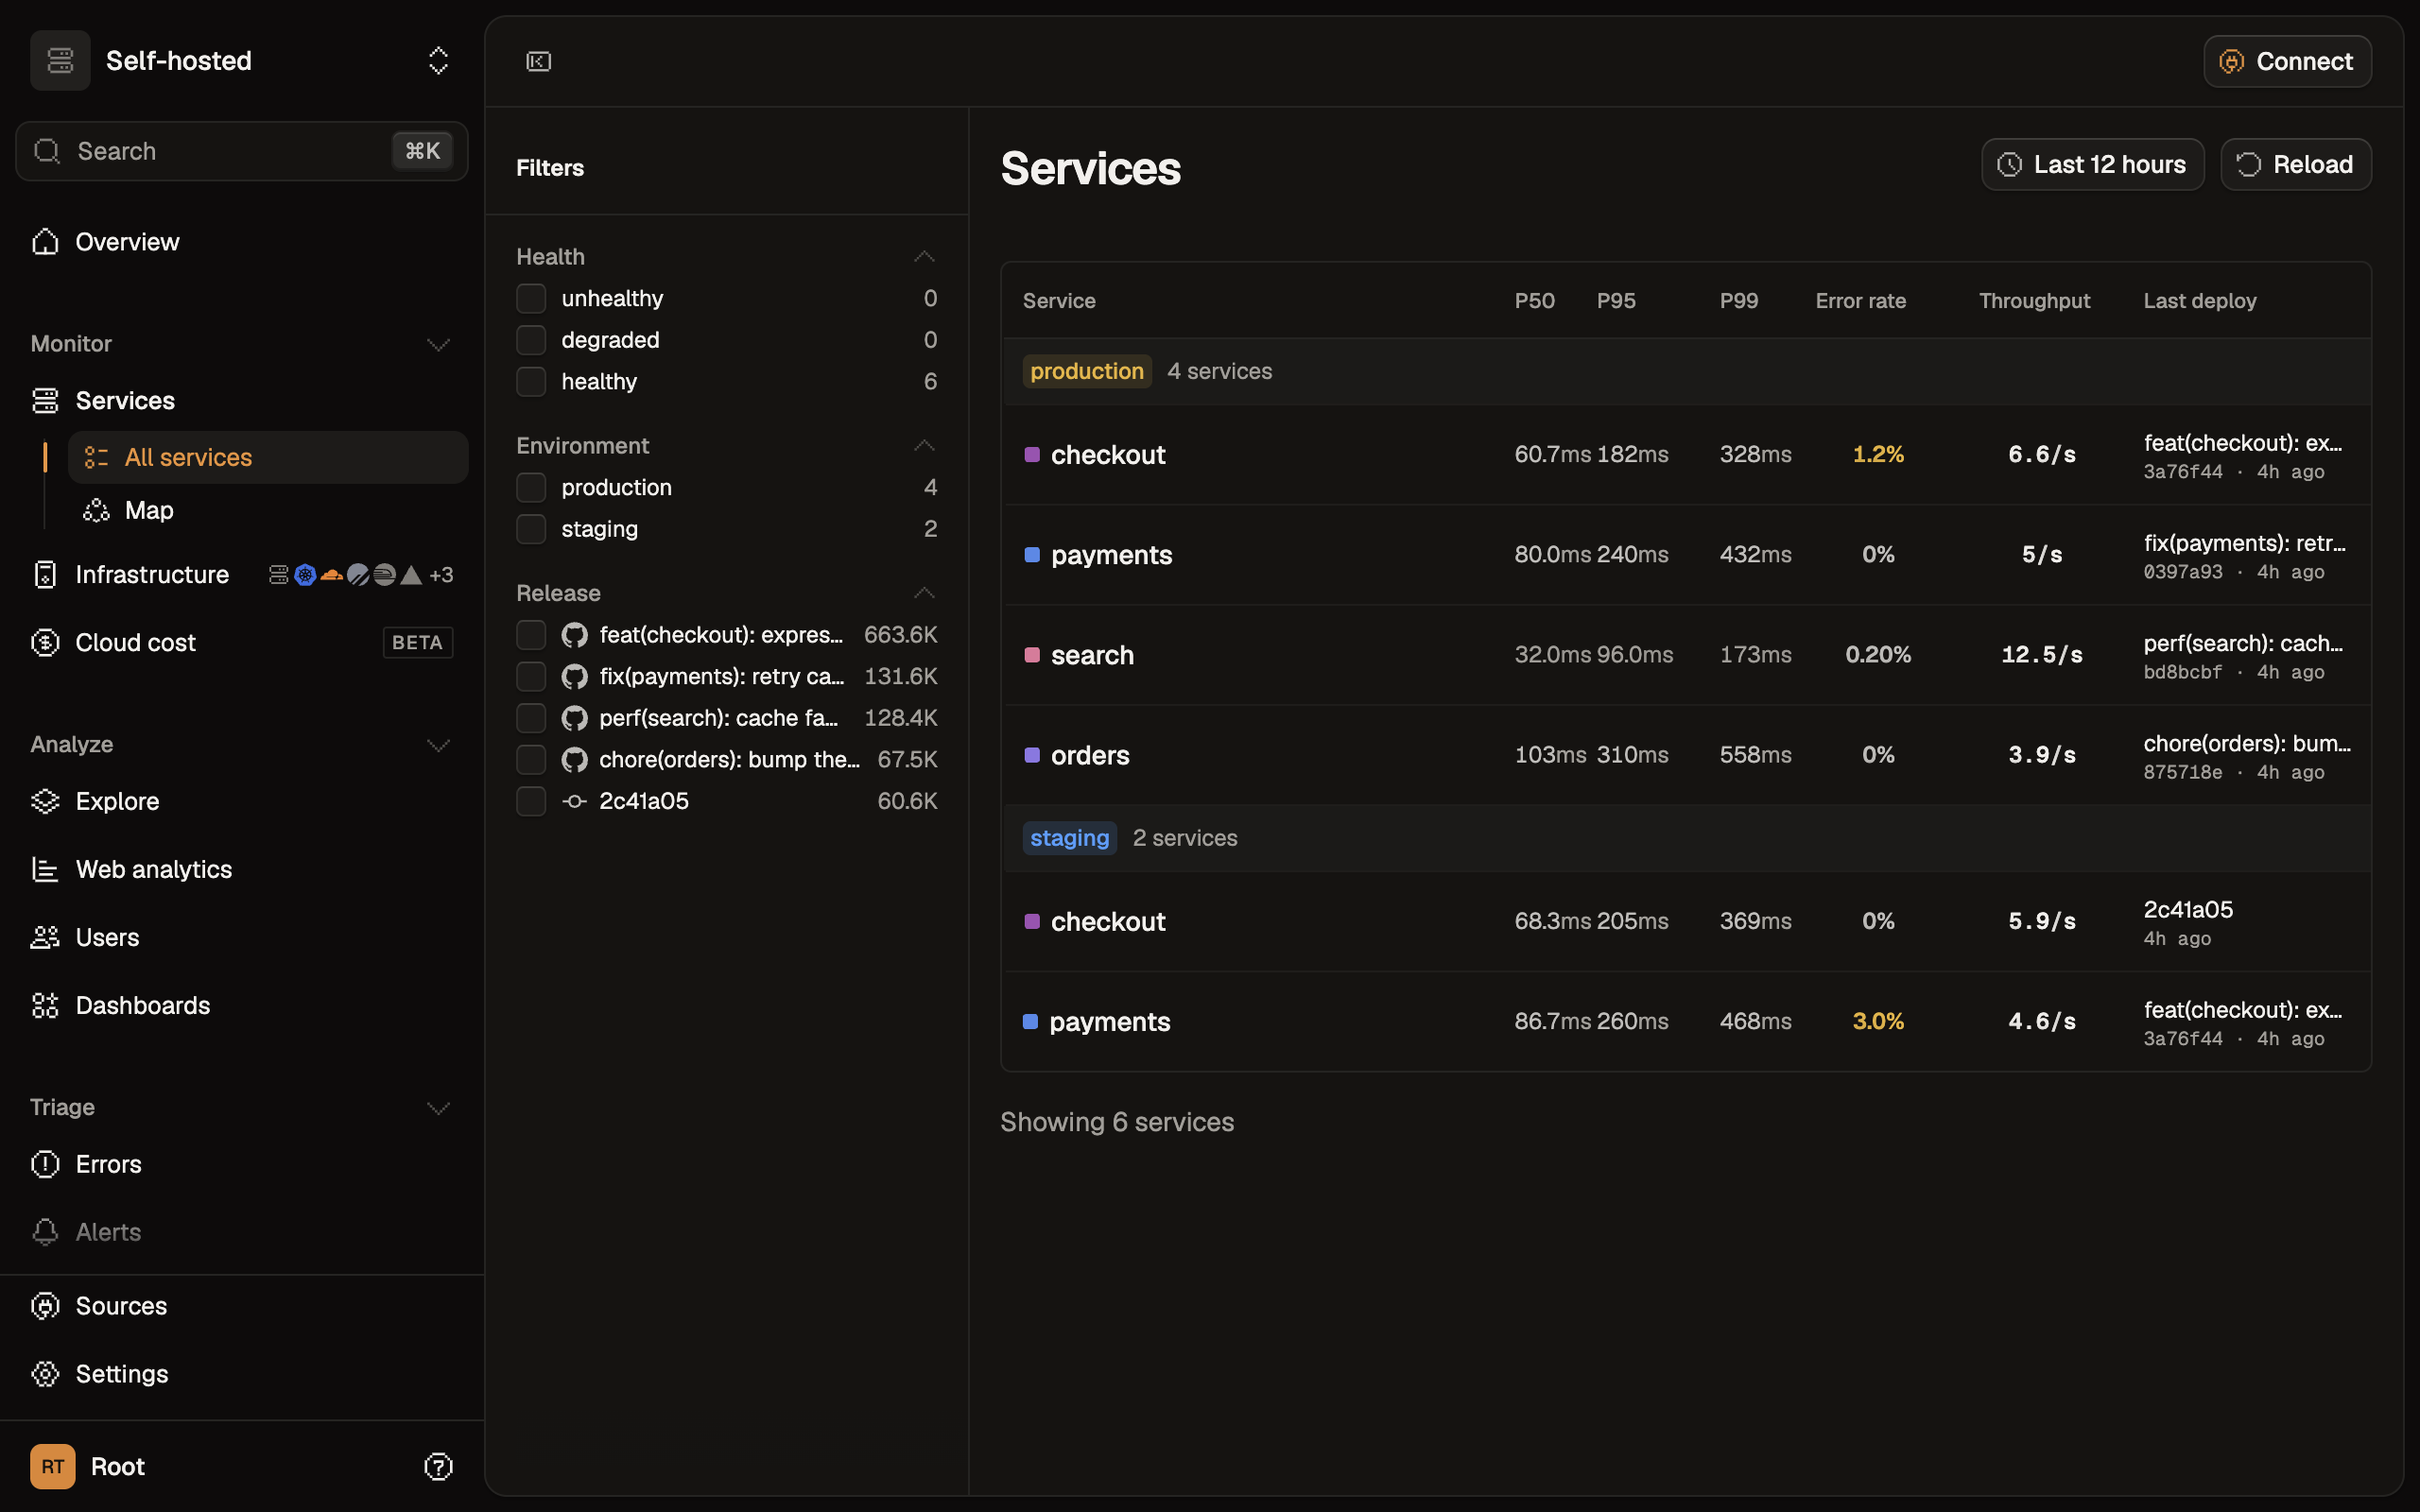 Self-hosted
Search ⌘K
Overview
Monitor
Services
All services
Map
Infrastructure +3
Cloud cost BETA
Analyze
Explore
Web analytics
Users
Dashboards
Triage
Errors
Alerts
Sources
Settings
RT Root
Connect
Filters
Health
unhealthy 0
degraded 0
healthy 6
Environment
production 4
staging 2
Release
feat(checkout): expres... 663.6K
fix(payments): retry ca... 131.6K
perf(search): cache fa... 128.4K
chore(orders): bump the... 67.5K
2c41a05 60.6K
Services
Last 12 hours Reload
Service P50 P95 P99 Error rate Throughput Last deploy
production 4 services
checkout 60.7ms 182ms 328ms 1.2% 6.6/s feat(checkout): ex...
3a76f44 · 4h ago
payments 80.0ms 240ms 432ms 0% 5/s fix(payments): retr...
0397a93 · 4h ago
search 32.0ms 96.0ms 173ms 0.20% 12.5/s perf(search): cach...
bd8bcbf · 4h ago
orders 103ms 310ms 558ms 0% 3.9/s chore(orders): bum...
875718e · 4h ago
staging 2 services
checkout 68.3ms 205ms 369ms 0% 5.9/s 2c41a05
4h ago
payments 86.7ms 260ms 468ms 3.0% 4.6/s feat(checkout): ex...
3a76f44 · 4h ago
Showing 6 services